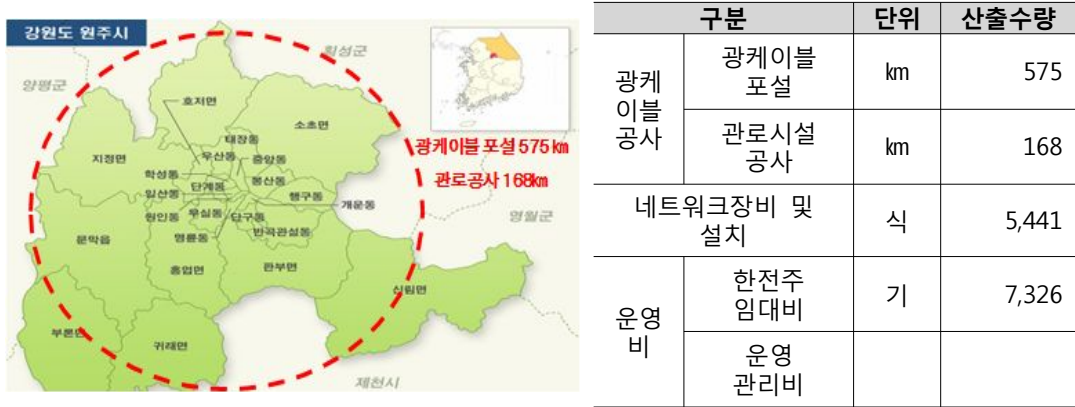 강원도 원주시
횡성군
양평군
호저면
소초면
태장동
지정면
우산동
중앙동
학성동
단계동
봉산동
일산동
행구동
개운동
원인동
무실동
단구동
영월군
문막읍
명륜동
반곡관설동
흥업면
판부면
신림면
부론면
귀래면
제천시
광케이블 포설 575㎞
관로공사 168㎞
구분 단위 산출수량
광케
이블
공사
광케이블
포설
㎞ 575
관로시설
공사
㎞ 168
네트워크장비 및
설치
식 5,441
운영
비
한전주
임대비
기 7,326
운영
관리비